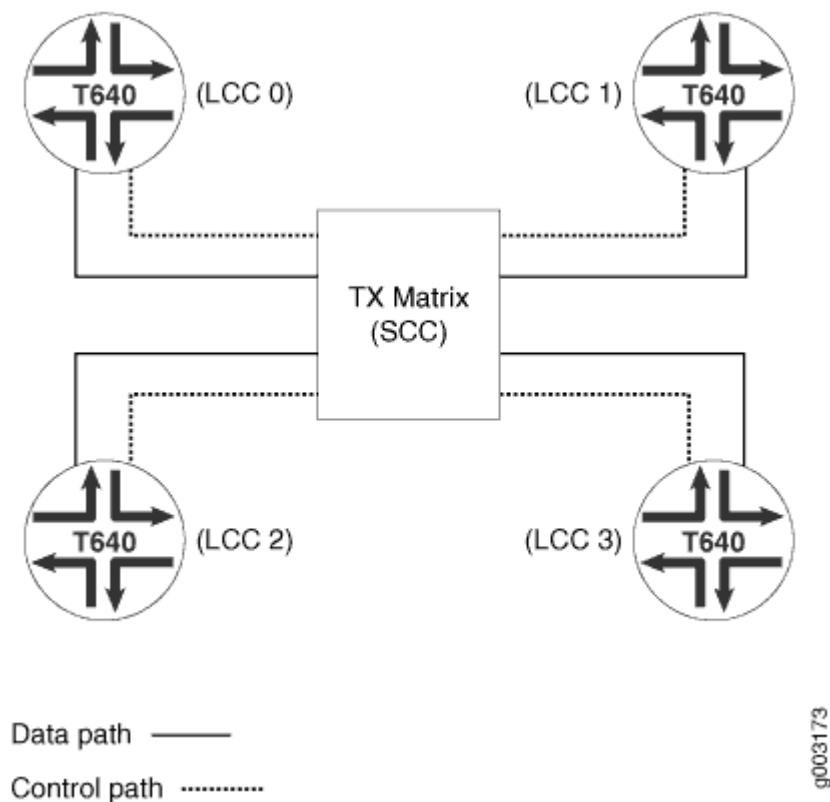 T640 (LCC 0)
(LCC 1) T640
TX Matrix
(SCC)
T640 (LCC 2)
(LCC 3) T640
Data path
Control path
g003173